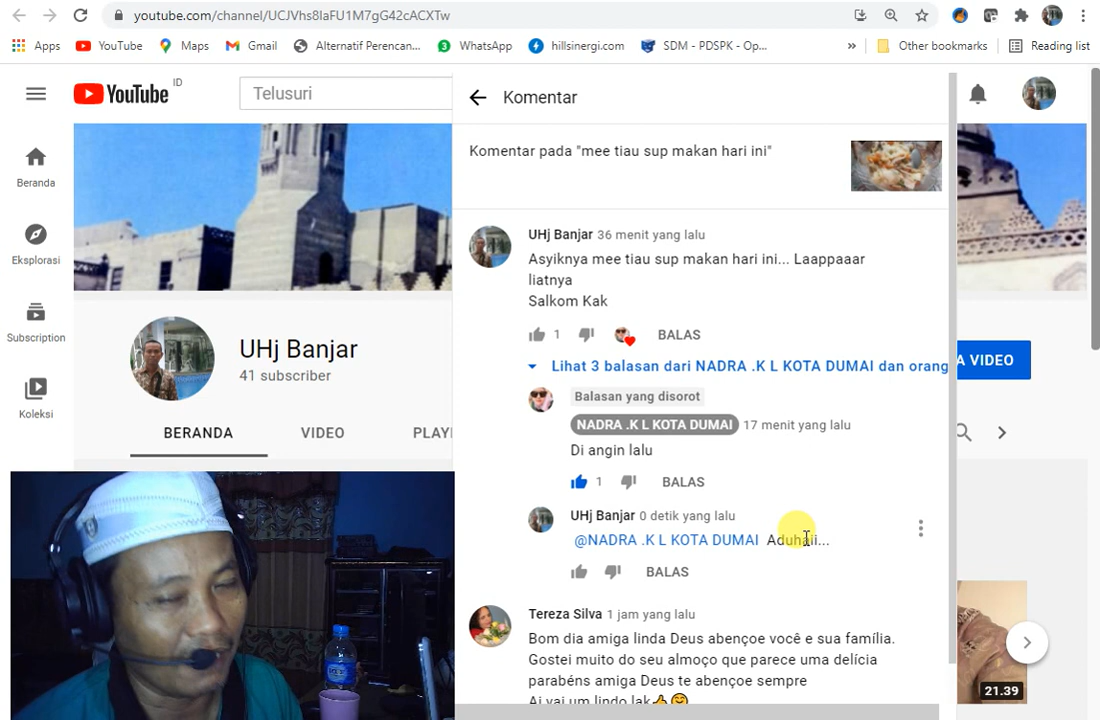 youtube.com/channel/UCJVhs8IaFU1M7gG42cACXTw
Apps YouTube Maps Gmail Alternatif Perencan... WhatsApp hillsinergi.com SDM - PDSPK - Op... » Other bookmarks Reading list
YouTube ID
Telusuri
Komentar
Komentar pada "mee tiau sup makan hari ini"
Beranda
Eksplorasi
Subscription
Koleksi
UHj Banjar
41 subscriber
BERANDA VIDEO PLAYI
UHj Banjar 36 menit yang lalu
Asyiknya mee tiau sup makan hari ini... Laappaaar
liatnya
Salkom Kak
1 BALAS
Lihat 3 balasan dari NADRA .K L KOTA DUMAI dan orang
A VIDEO
Balasan yang disorot
NADRA .K L KOTA DUMAI 17 menit yang lalu
Di angin lalu
1 BALAS
UHj Banjar 0 detik yang lalu
@NADRA .K L KOTA DUMAI Aduhaii...
BALAS
Tereza Silva 1 jam yang lalu
Bom dia amiga linda Deus abençoe você e sua família.
Gostei muito do seu almoço que parece uma delícia
parabéns amiga Deus te abençoe sempre
Ai vai um lindo lak👍🤗
21.39